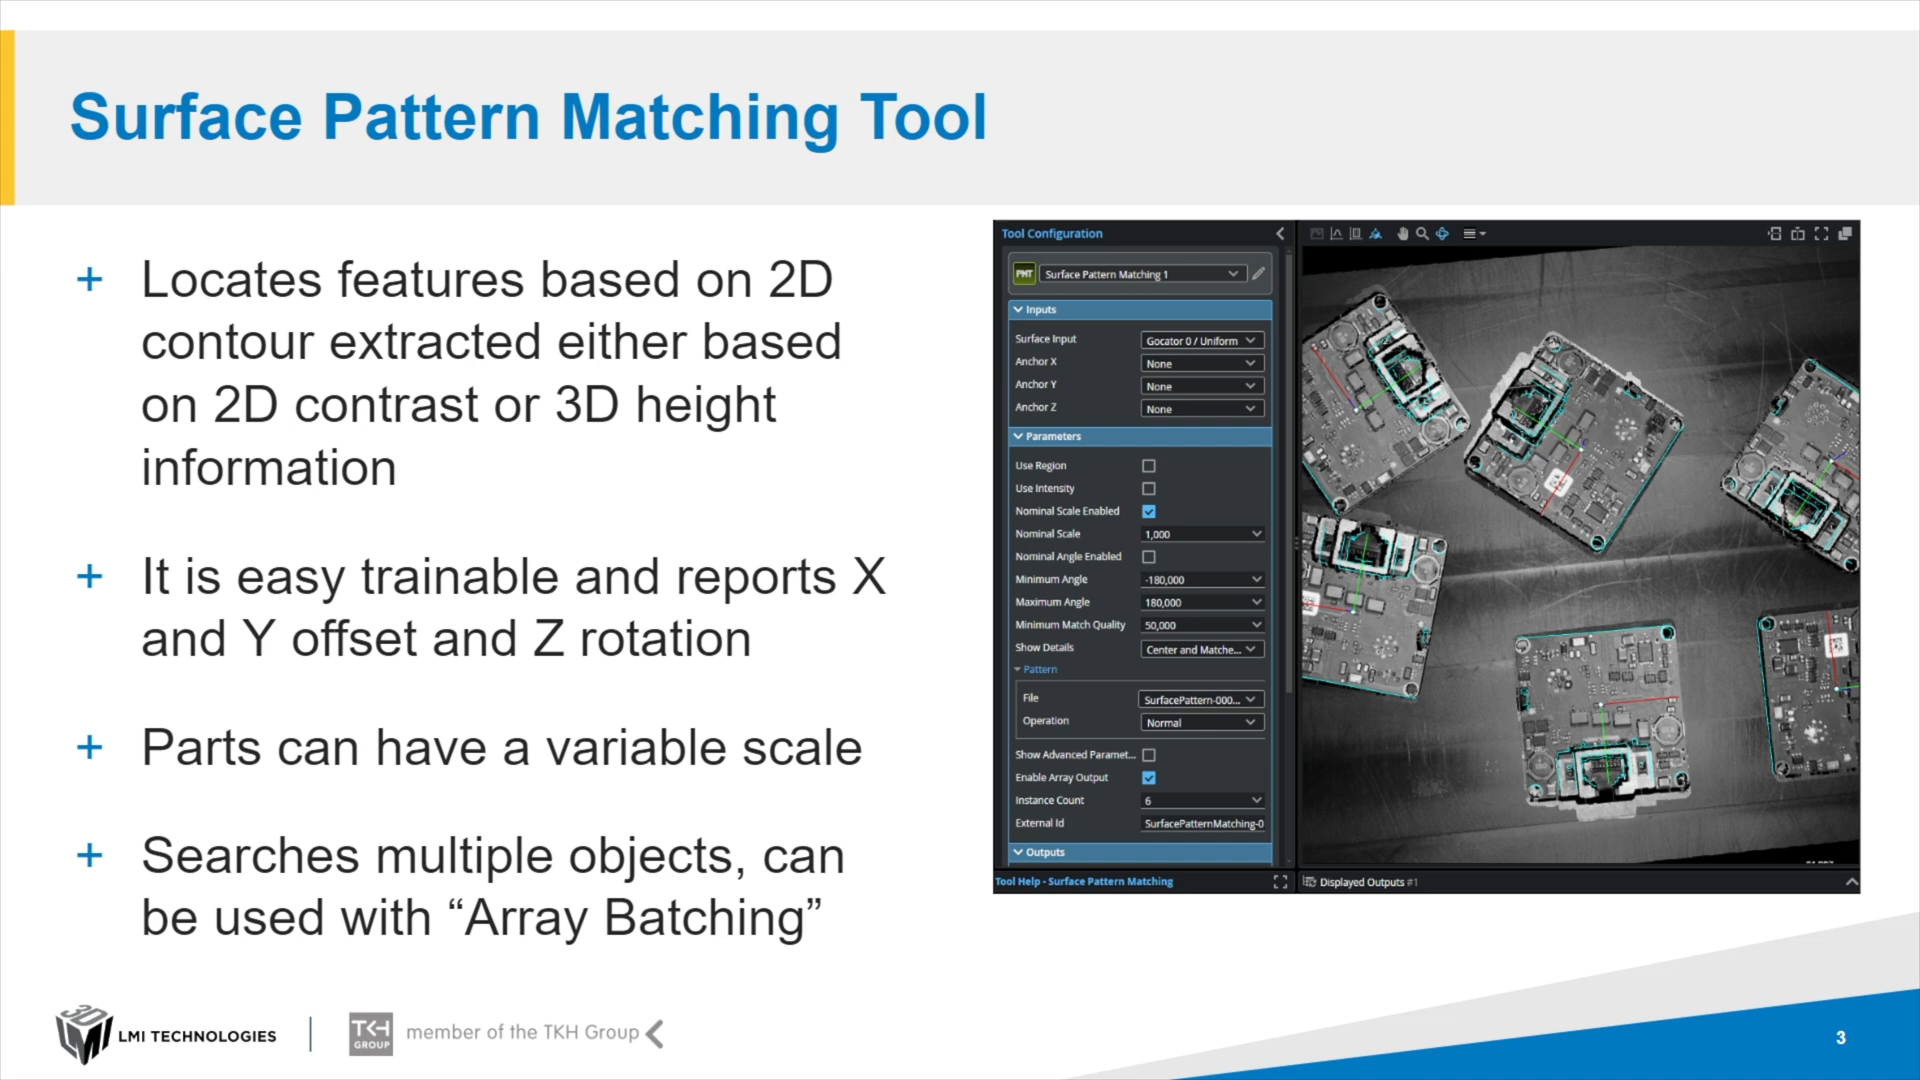 Surface Pattern Matching Tool
+ Locates features based on 2D
contour extracted either based
on 2D contrast or 3D height
information
+ It is easy trainable and reports X
and Y offset and Z rotation
+ Parts can have a variable scale
+ Searches multiple objects, can
be used with “Array Batching”
Tool Configuration
PMT Surface Pattern Matching 1
Inputs
Surface Input Gocator 0 / Uniform
Anchor X None
Anchor Y None
Anchor Z None
Parameters
Use Region
Use Intensity
Nominal Scale Enabled
Nominal Scale 1,000
Nominal Angle Enabled
Minimum Angle -180,000
Maximum Angle 180,000
Minimum Match Quality 50,000
Show Details Center and Matche...
Pattern
File SurfacePattern-000...
Operation Normal
Show Advanced Paramet...
Enable Array Output
Instance Count 6
External Id SurfacePatternMatching-0
Outputs
Tool Help - Surface Pattern Matching
Displayed Outputs #1
3D LMI TECHNOLOGIES
TKH GROUP member of the TKH Group
3